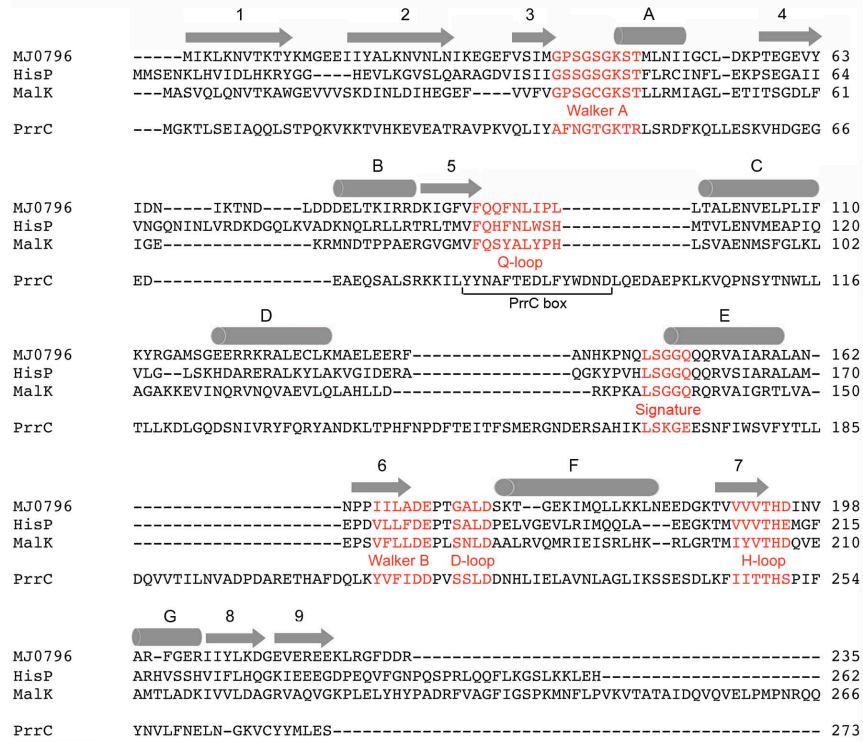 1 2 3 A 4
MJ0796 -----MIKLKNVTKTYKMGEEIIYALKNVNLNIKEGEFVSIMGPSGSGKSTMLNIIGCL-DKPTEGEVY 63
HisP MMSENKLHVIDLHKRYGG----HEVLKGVSLQARAGDVISIIGSSGSGKSTFLRCINFL-EKPSEGAII 64
MalK --MASVQLQNVTKAWGEVVVSKDINLDIHEGEF----VVFVGPSGCGKSTLLRMIAGLETITSGDLF 61
Walker A
PrrC ---MGKTLSEIAQQLSTPQKVKKTVHKEVEATRAVPKVQLIYAFNGTGKTRLSRDFKQLLESKVHDGEG 66
B 5 C
MJ0796 IDN-----IKTND----LDDDELTKIRRDKIGFVFQQFNLIPL-----------LTALENVELPLIF 110
HisP VNGQNINLVRDKDGQLKVADKNQLRLLRTRLTMVFQHFNLWSH-----------MTVLENVMEAPIQ 120
MalK IGE----------------KRMNDTPPAERGVGMVFQSYALYPH-----------LSVAENMSFGLKL 102
Q-loop
PrrC ED------------------EAEQSALSRKKILYYNAFTEDLFYWDNDLQEDAEPKLKVQPNSYTNWLL 116
PrrC box
D E
MJ0796 KYRGAMSGEERRKRALECLKMAELEERF----------------ANHKPNQLSGGQQQRVAIARALAN- 162
HisP VLG--LSKHDARERALKYLAKVGIDERA----------------QGKYPVHLSGGQQQRVSIARALAM- 170
MalK AGAKKEVINQRVNQVAEVLQLAHLLD------------------RKPKALSGGQRQRVAIGRTLVA- 150
Signature
PrrC TLLKDLGQDSNIVRYFQRYANDKLTPHFNPDFTEITFSMERGNDERSAHIKLSKGEESNFIWSVFYTLL 185
6 F 7
MJ0796 ---------------------NPPIILADEPTGALDSKT--GEKIMQLLKKLNEEDGKTVVVVTHDINV 198
HisP ---------------------EPDVLLFDEPTSALDPELVGEVLRIMQQLA--EEGKTMVVVTHEMGF 215
MalK ---------------------EPSVFLLDEPLSNLDAALRVQMRIEISRLHK--RLGRTMIYVTHDQVE 210
Walker B D-loop H-loop
PrrC DQVVTILNVADPDARETHAFDQLKYVFIDDPVSSLDDNHLIELAVNLAGLIKSSESDLKFIITTHSPIF 254
G 8 9
MJ0796 AR-FGERIIYLKDGEVEREEKLRGFDDR------------------------------------------ 235
HisP ARHVSSHVIFLHQGKIEEEGDPEQVFGNPQSPRLQQFLKGSLKKLEH----------------------- 262
MalK AMTLADKIVVLDAGRVAQVGKPLELYHYPADRFVAGFIGSPKMNFLPVKVTATAIDQVQVELPMPNRQQ 266
PrrC YNVLFNELN-GKVCYYMLES------------------------------------------------- 273